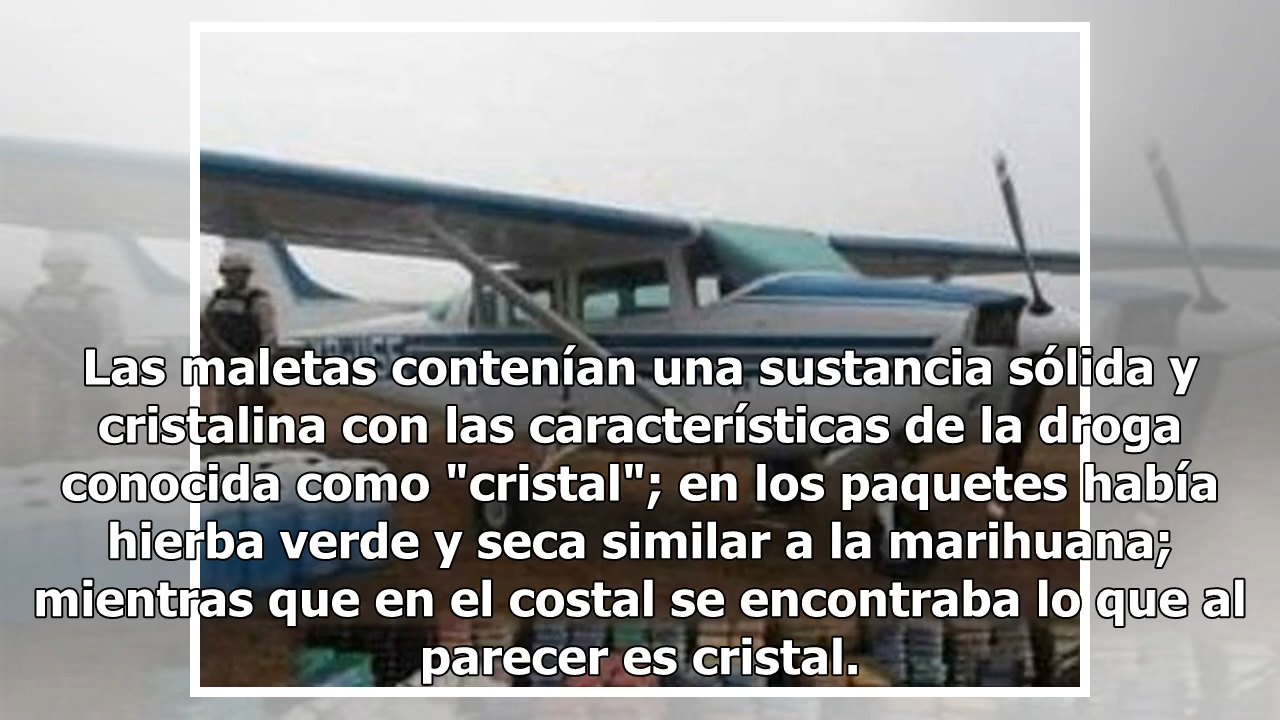 Las maletas contenían una sustancia sólida y
cristalina con las características de la droga
conocida como "cristal"; en los paquetes había
hierba verde y seca similar a la marihuana;
mientras que en el costal se encontraba lo que al
parecer es cristal.